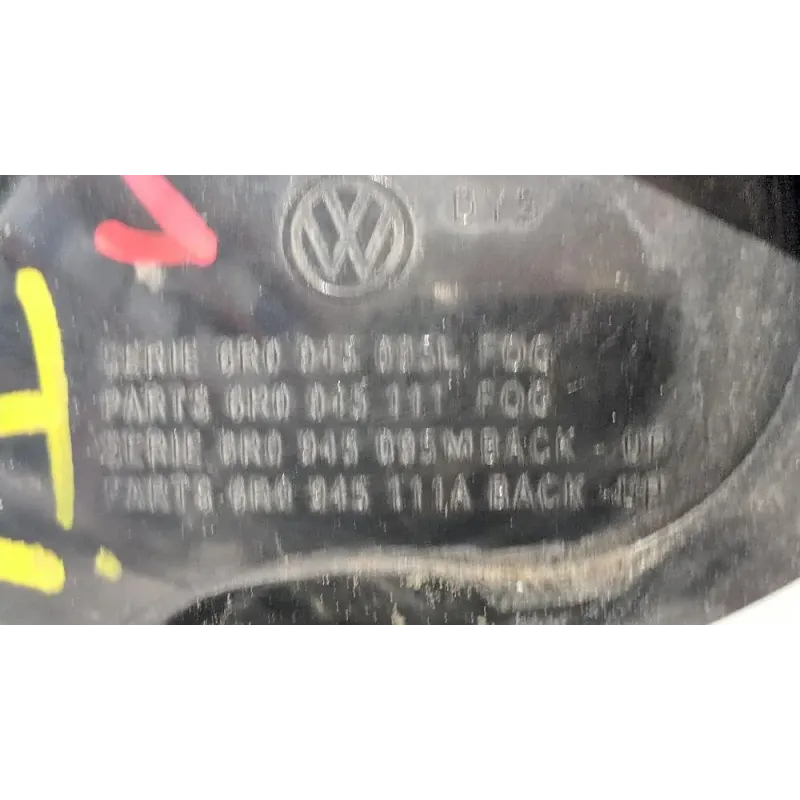 SERIE 6R0 945 095L FOG
PARTS 6R0 945 111 FOG
SERIE 6R0 945 095M BACK - UP
PARTS 6R0 945 111A BACK - UP